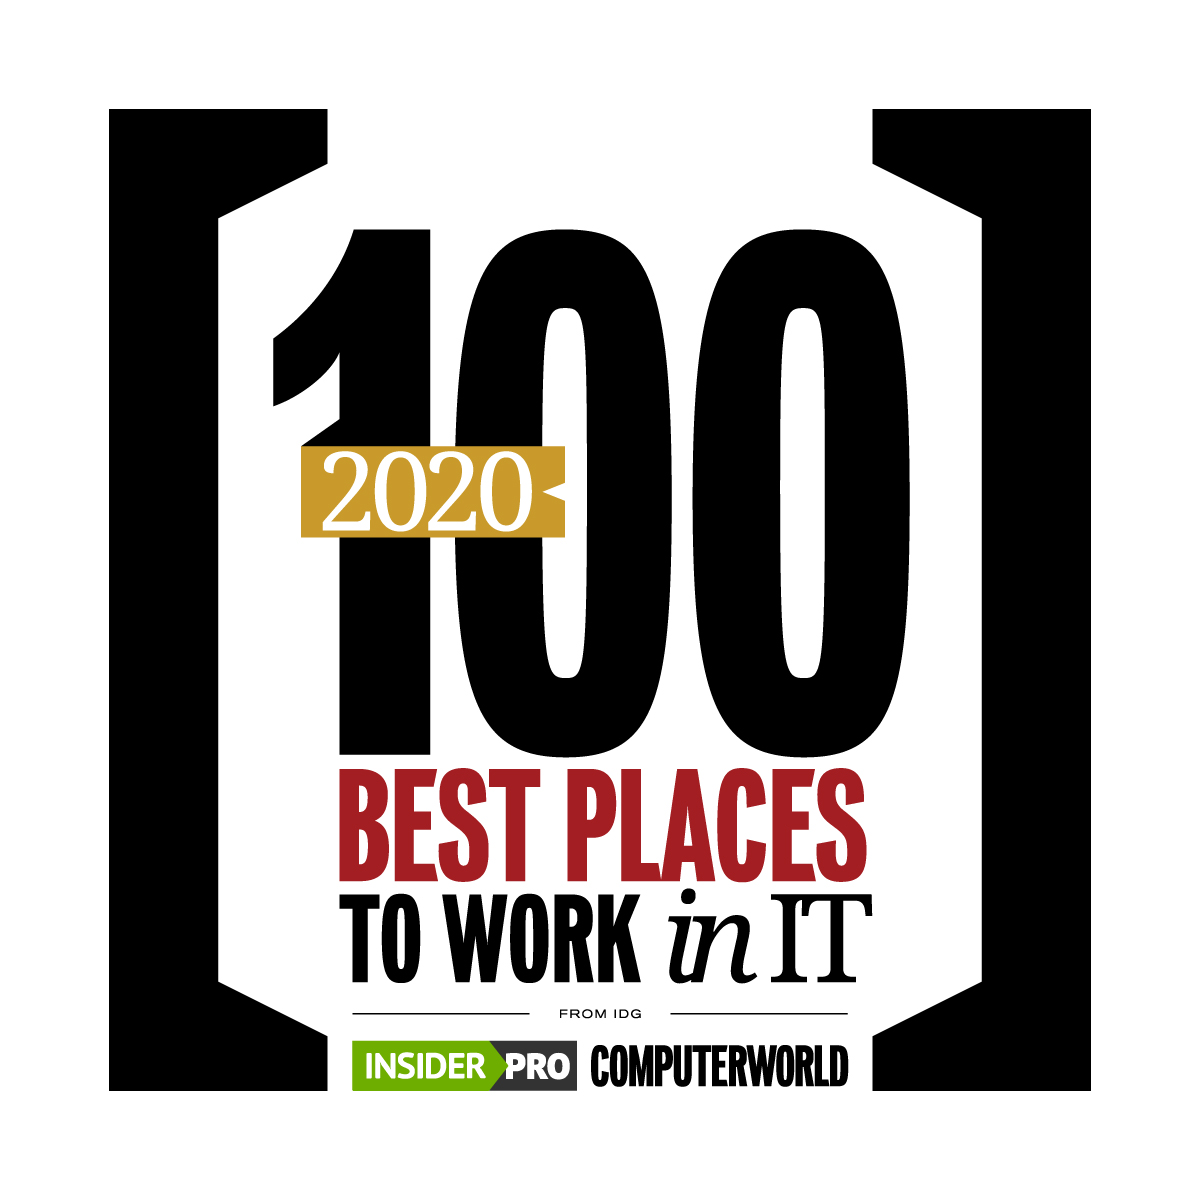 100
2020
BEST PLACES
TO WORK in IT
FROM IDG
INSIDER PRO COMPUTERWORLD